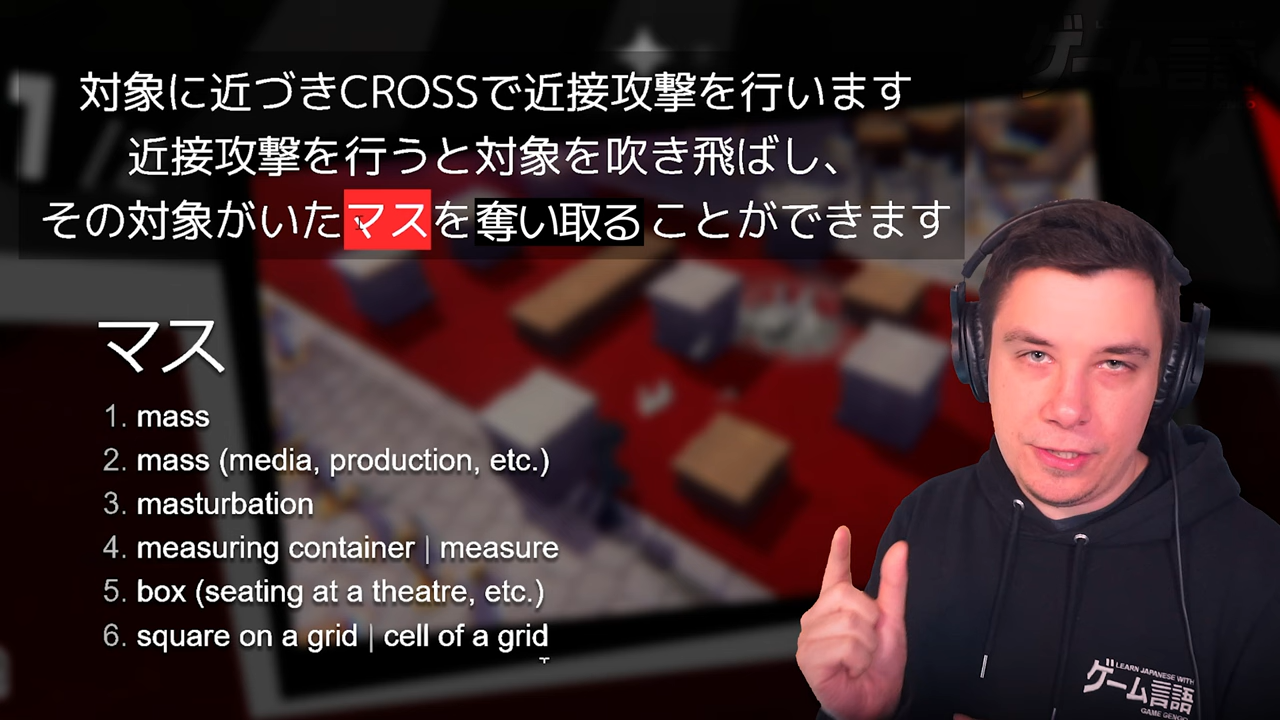 ゲーム言語
対象に近づきCROSSで近接攻撃を行います
近接攻撃を行うと対象を吹き飛ばし、
その対象がいたマスを奪い取ることができます
マス
1. mass
2. mass (media, production, etc.)
3. masturbation
4. measuring container | measure
5. box (seating at a theatre, etc.)
6. square on a grid | cell of a grid
LEARN JAPANESE WITH
ゲーム言語